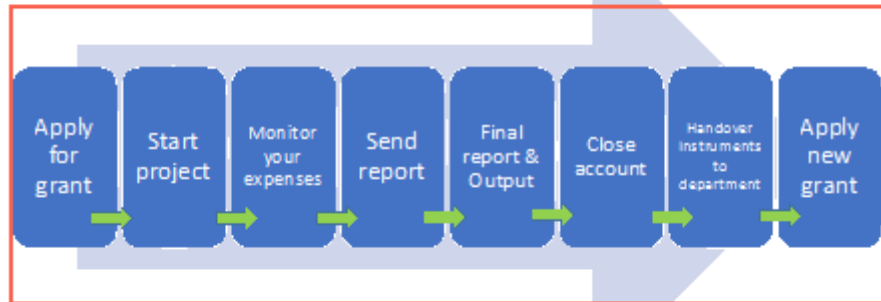 Apply
for
grant
Start
project
Monitor
your
expenses
Send
report
Final
report &
Output
Close
account
Handover
instruments
to
department
Apply
new
grant